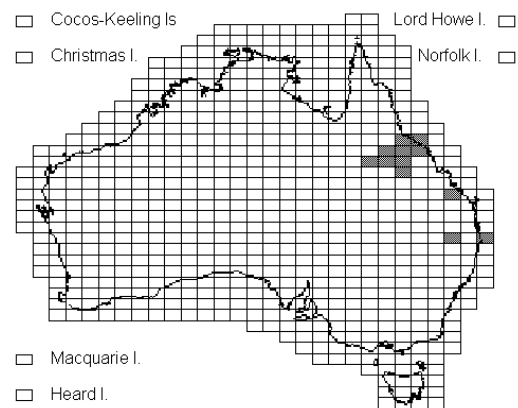 Cocos-Keeling Is
Lord Howe I.
Christmas I.
Norfolk I.
Macquarie I.
Heard I.